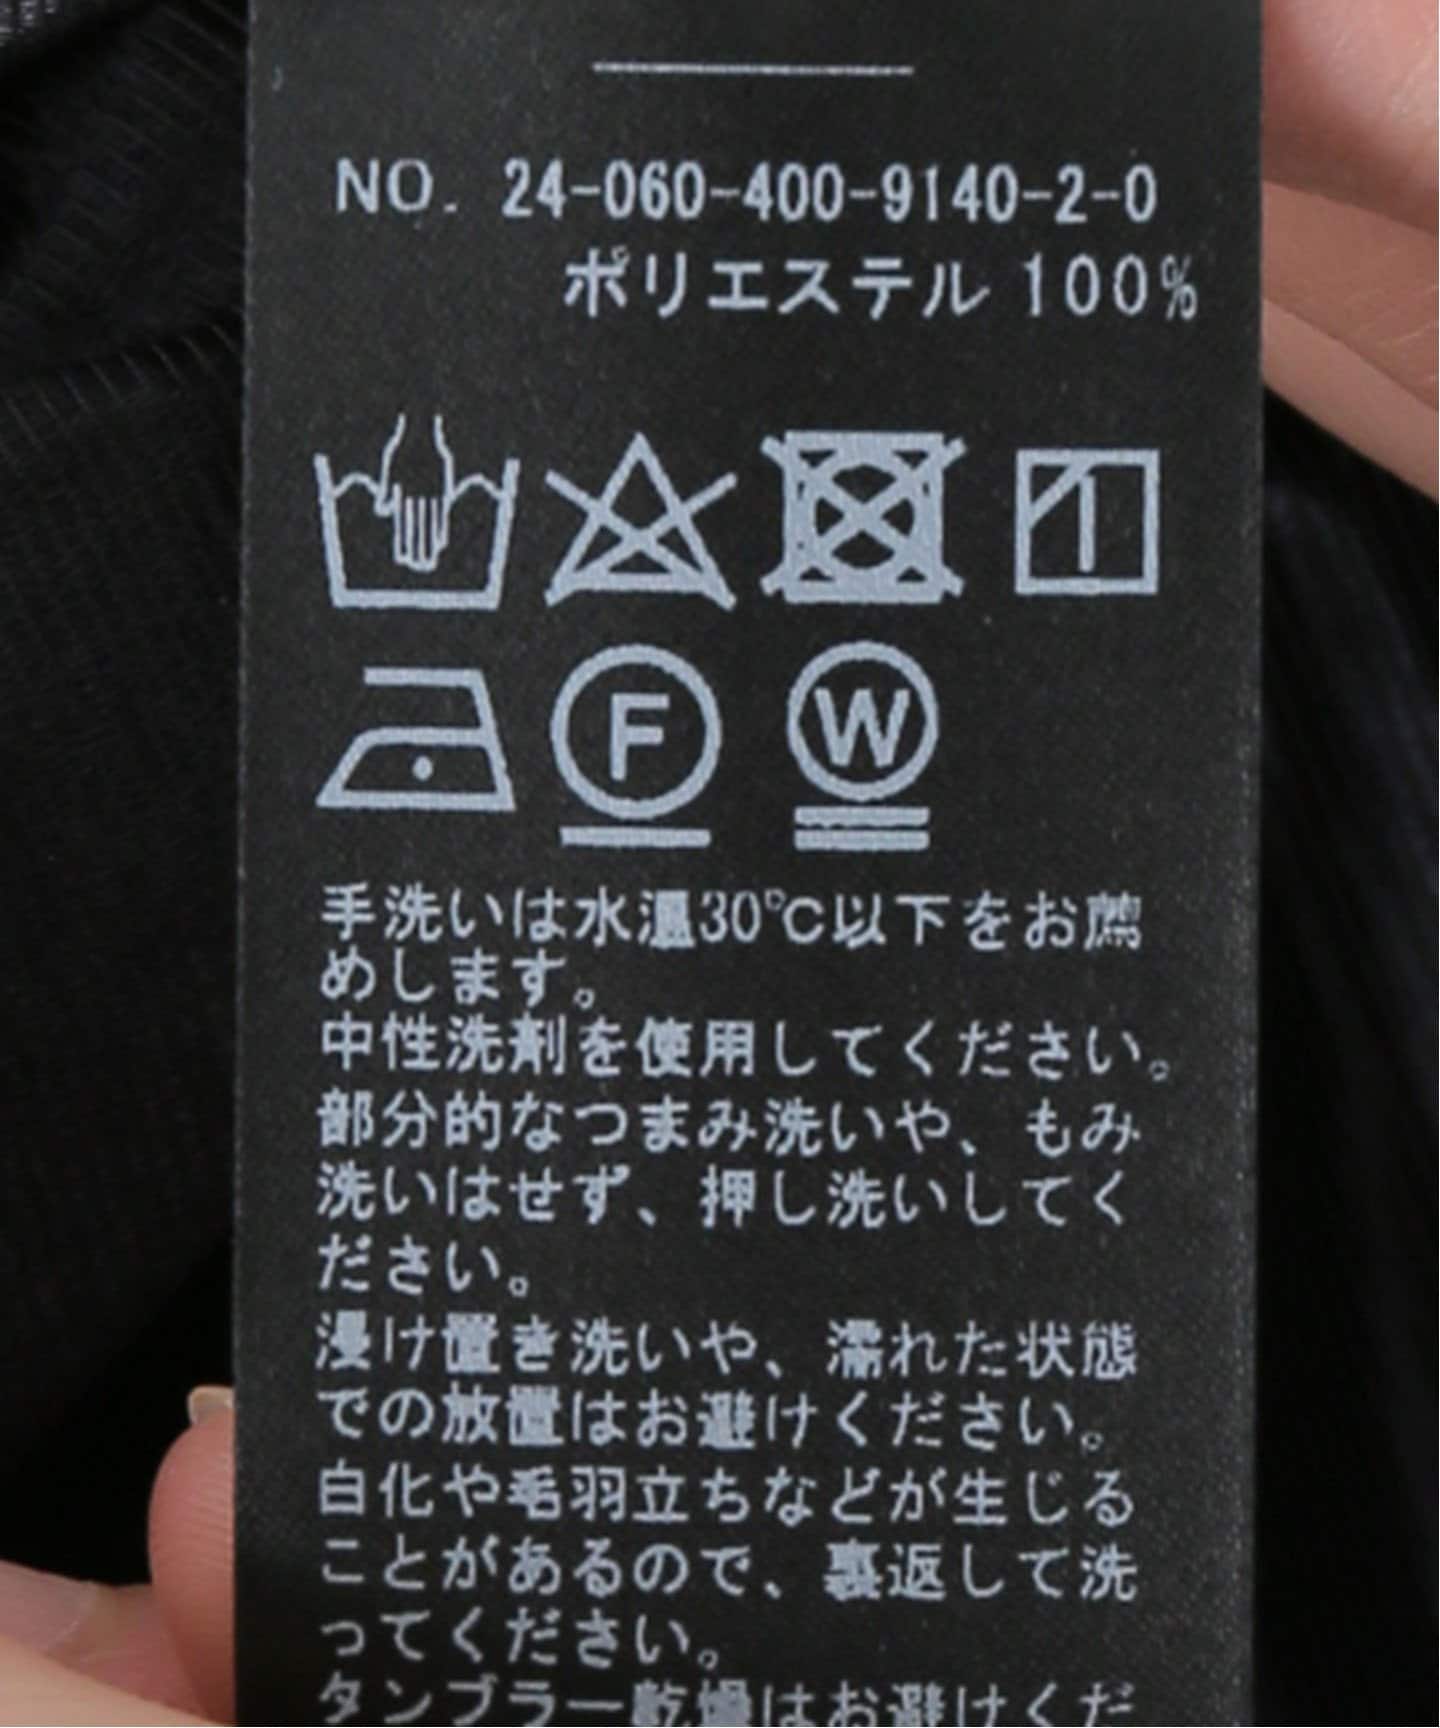 NO. 24-060-400-9140-2-0
ポリエステル 100%
F
W
手洗いは水温30℃以下をお薦
めします。
中性洗剤を使用してください。
部分的なつまみ洗いや、もみ
洗いはせず、押し洗いしてく
ださい。
浸け置き洗いや、濡れた状態
での放置はお避けください。
白化や毛羽立ちなどが生じる
ことがあるので、裏返して洗
ってください。
タンブラー乾燥はお避けくだ